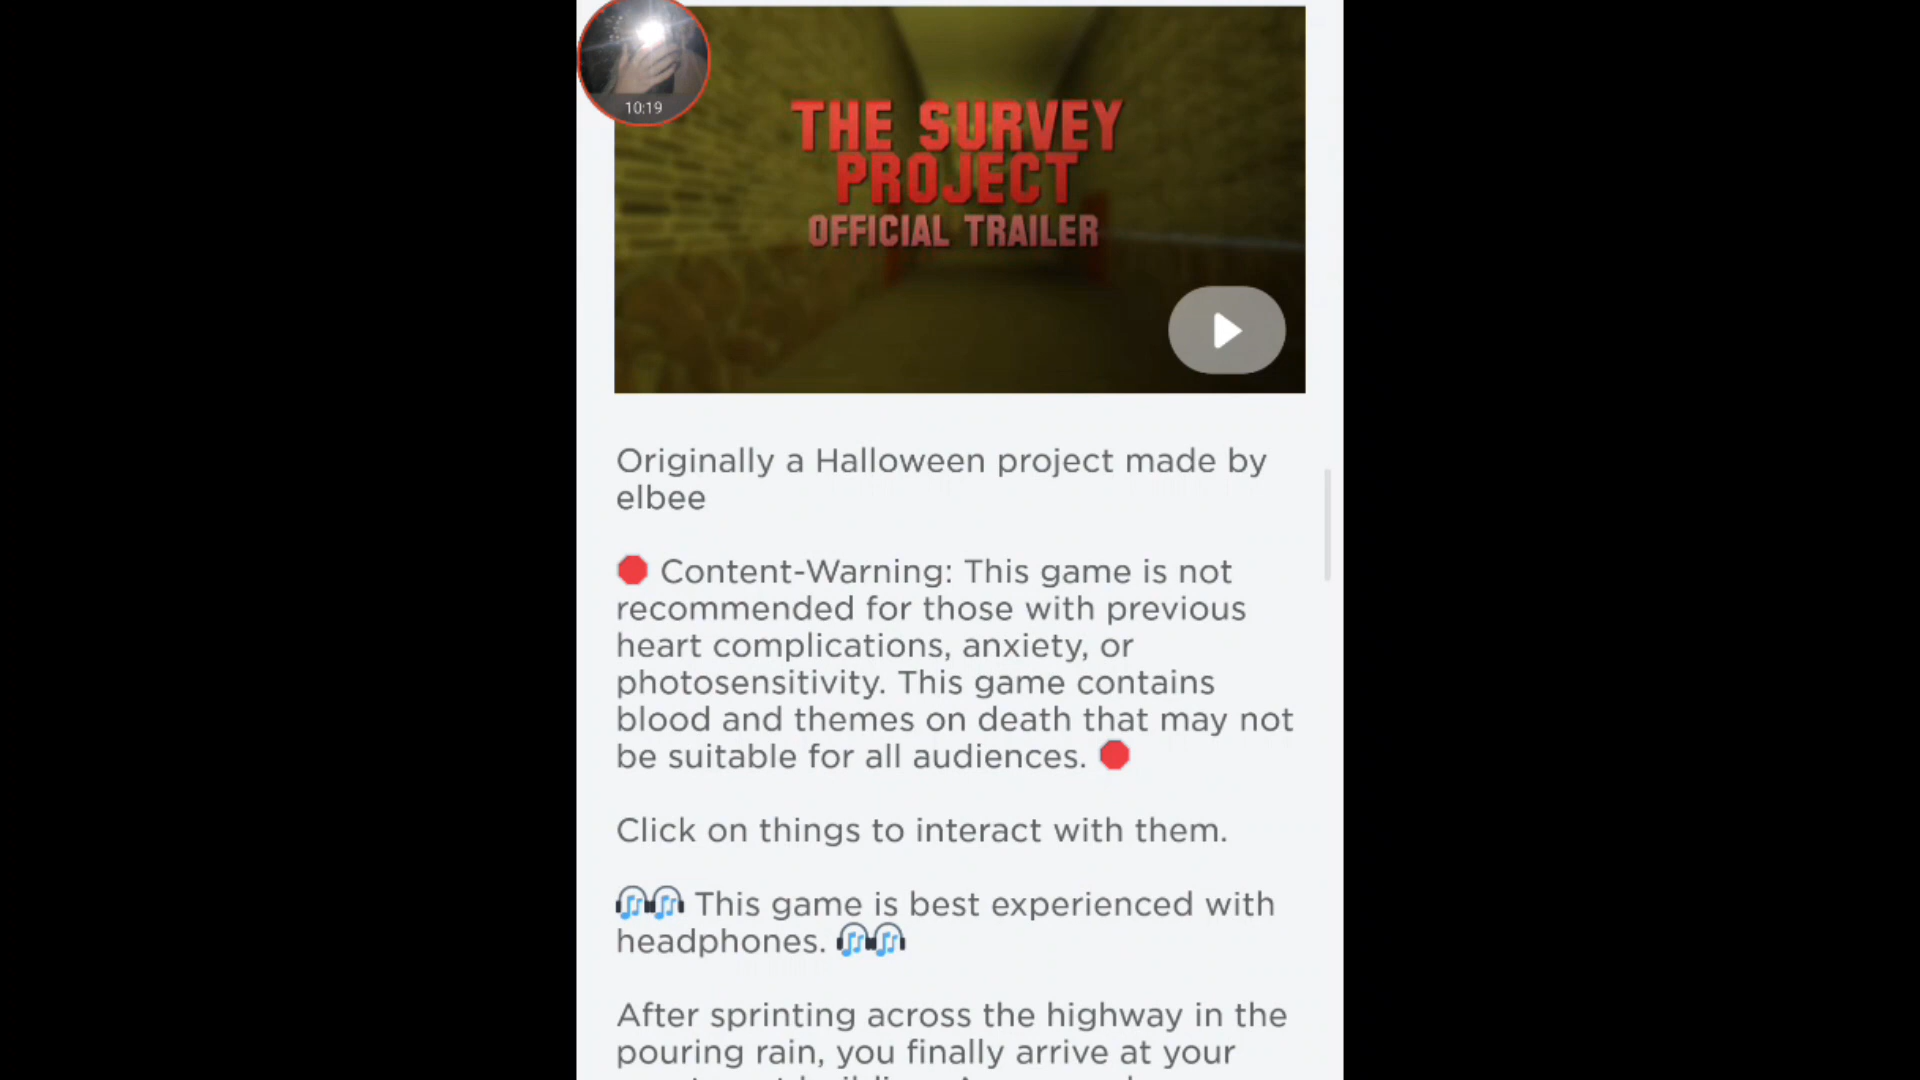 10:19
THE SURVEY
PROJECT
OFFICIAL TRAILER
Originally a Halloween project made by
elbee
🛑 Content-Warning: This game is not
recommended for those with previous
heart complications, anxiety, or
photosensitivity. This game contains
blood and themes on death that may not
be suitable for all audiences. 🛑
Click on things to interact with them.
🎧🎧 This game is best experienced with
headphones. 🎧🎧
After sprinting across the highway in the
pouring rain, you finally arrive at your